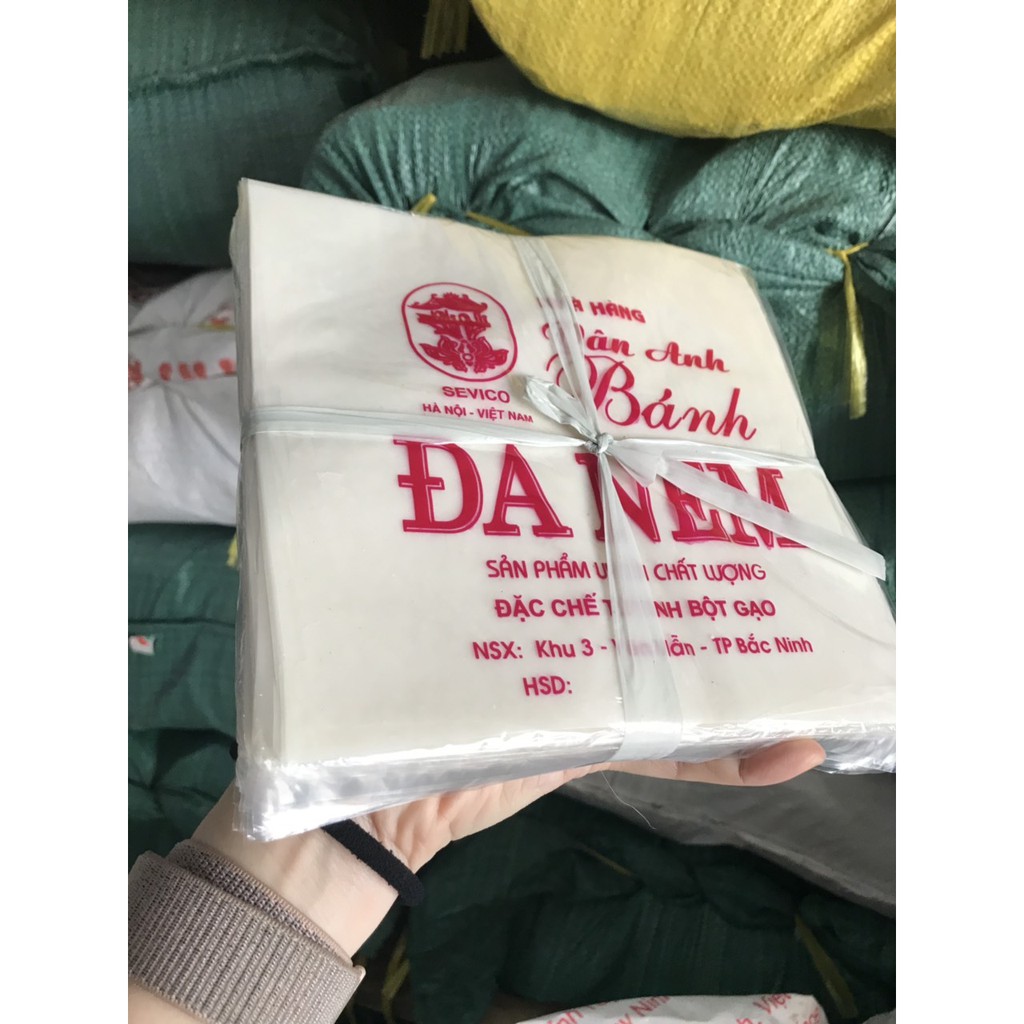 SEVICO
HÀ NỘI - VIỆT NAM
HÀNG
Vân Anh
Bánh
ĐA NEM
SẢN PHẨM CHẤT LƯỢNG
ĐẶC CHẾ BỘT GẠO
NSX: Khu 3 - - TP Bắc Ninh
HSD: